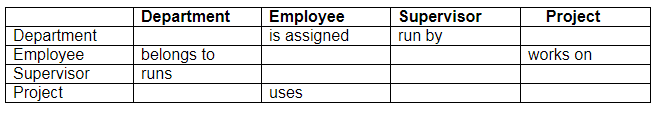 Department Employee Supervisor Project
Department is assigned run by
Employee belongs to works on
Supervisor runs
Project uses